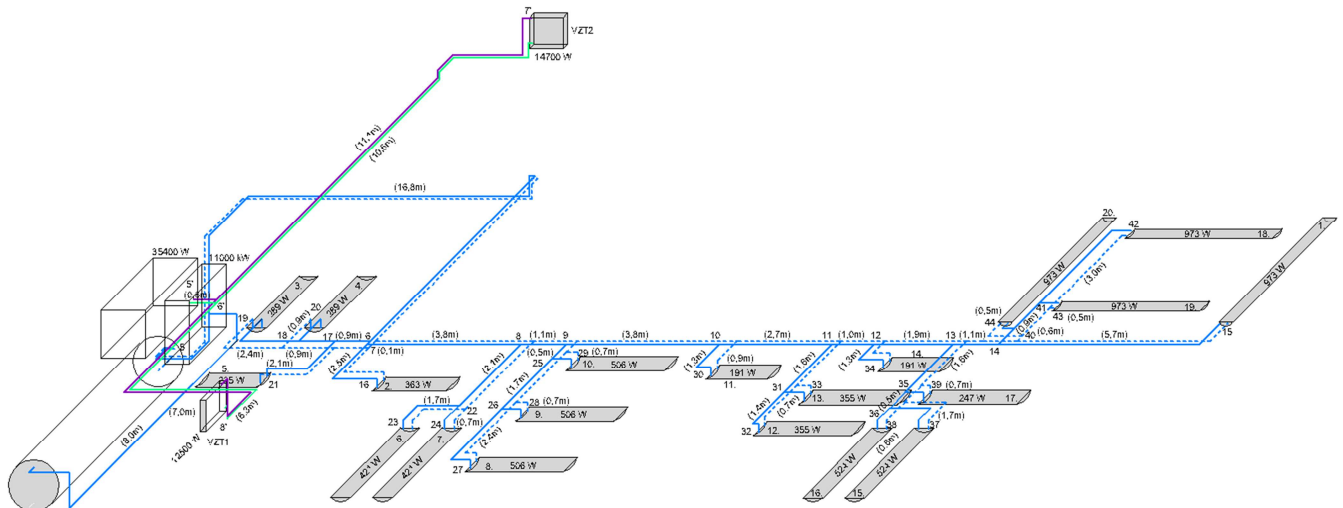 7'
VZT2
14700 W
(11,1m)
(10,6m)
(16,8m)
35400 W
11000 kW
5'
6'
5
19
3.
269 W
20
4.
269 W
(0,9m)
18
17
(0,9m)
6
(3,8m)
8
(1,1m)
9
(3,8m)
10
(2,7m)
11
(1,0m)
12
(1,9m)
13
(1,1m)
14
(5,7m)
15
(2,4m)
(0,9m)
(2,1m)
7
(0,1m)
5.
21
(2,5m)
16
2.
363 W
(2,1m)
(0,5m)
25
29
(0,7m)
10.
506 W
(1,7m)
26
28
(0,7m)
9.
506 W
(2,4m)
27
8.
506 W
(1,7m)
22
23
24
(0,7m)
6.
421 W
7.
421 W
(1,3m)
30
(0,9m)
191 W
11.
(1,6m)
31
33
(0,7m)
13.
355 W
(1,4m)
32
12.
355 W
(1,3m)
34
14.
191 W
(1,6m)
35
39
(0,7m)
247 W
17.
(0,5m)
36
38
37
(1,7m)
(0,6m)
16.
524 W
15.
524 W
20.
973 W
42
973 W
18.
(3,0m)
(0,5m)
44
41
43
(0,5m)
973 W
19.
(0,9m)
40
(0,6m)
1.
973 W
(7,0m)
(8,0m)
12500 W
VZT1
8'
(6,3m)